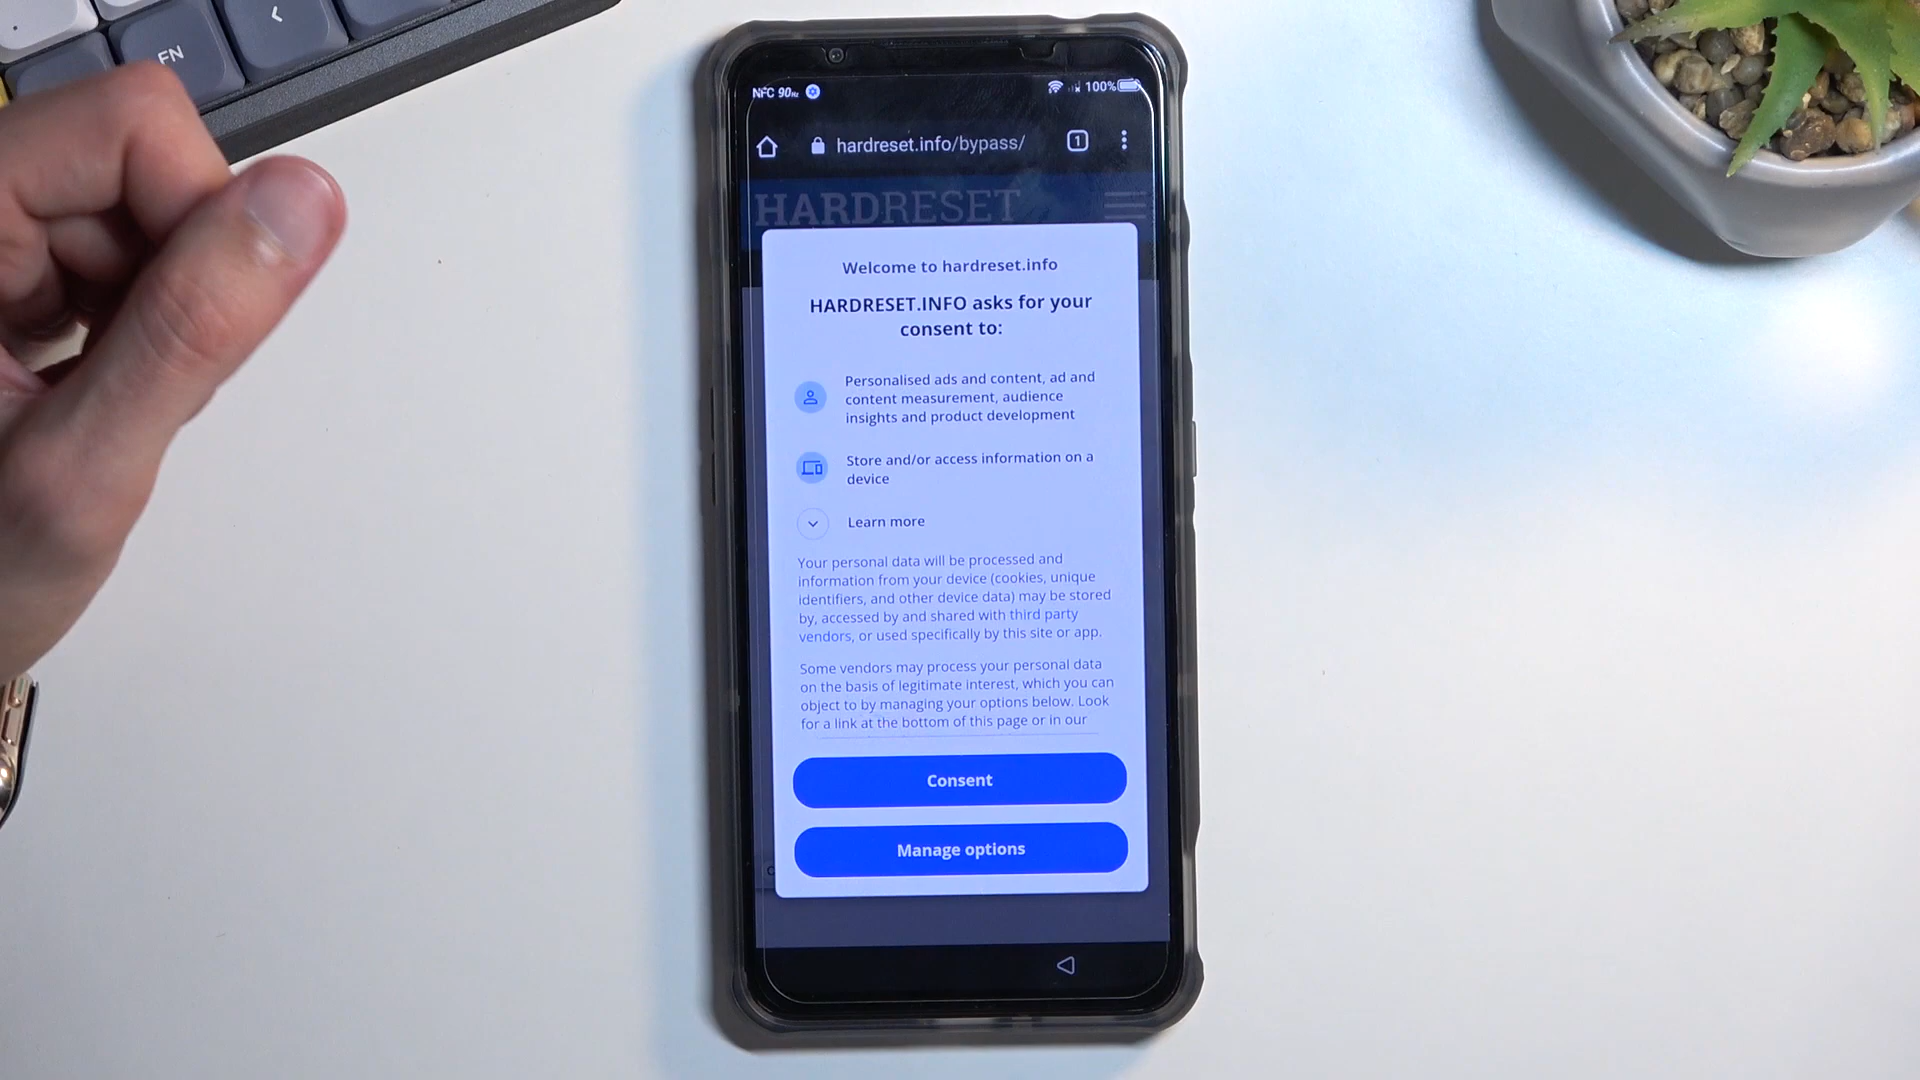 FN
NFC 90Hz 100%
hardreset.info/bypass/ 1
HARDRESET
Welcome to hardreset.info
HARDRESET.INFO asks for your
consent to:
Personalised ads and content, ad and
content measurement, audience
insights and product development
Store and/or access information on a
device
Learn more
Your personal data will be processed and
information from your device (cookies, unique
identifiers, and other device data) may be stored
by, accessed by and shared with third party
vendors, or used specifically by this site or app.
Some vendors may process your personal data
on the basis of legitimate interest, which you can
object to by managing your options below. Look
for a link at the bottom of this page or in our
Consent
Manage options